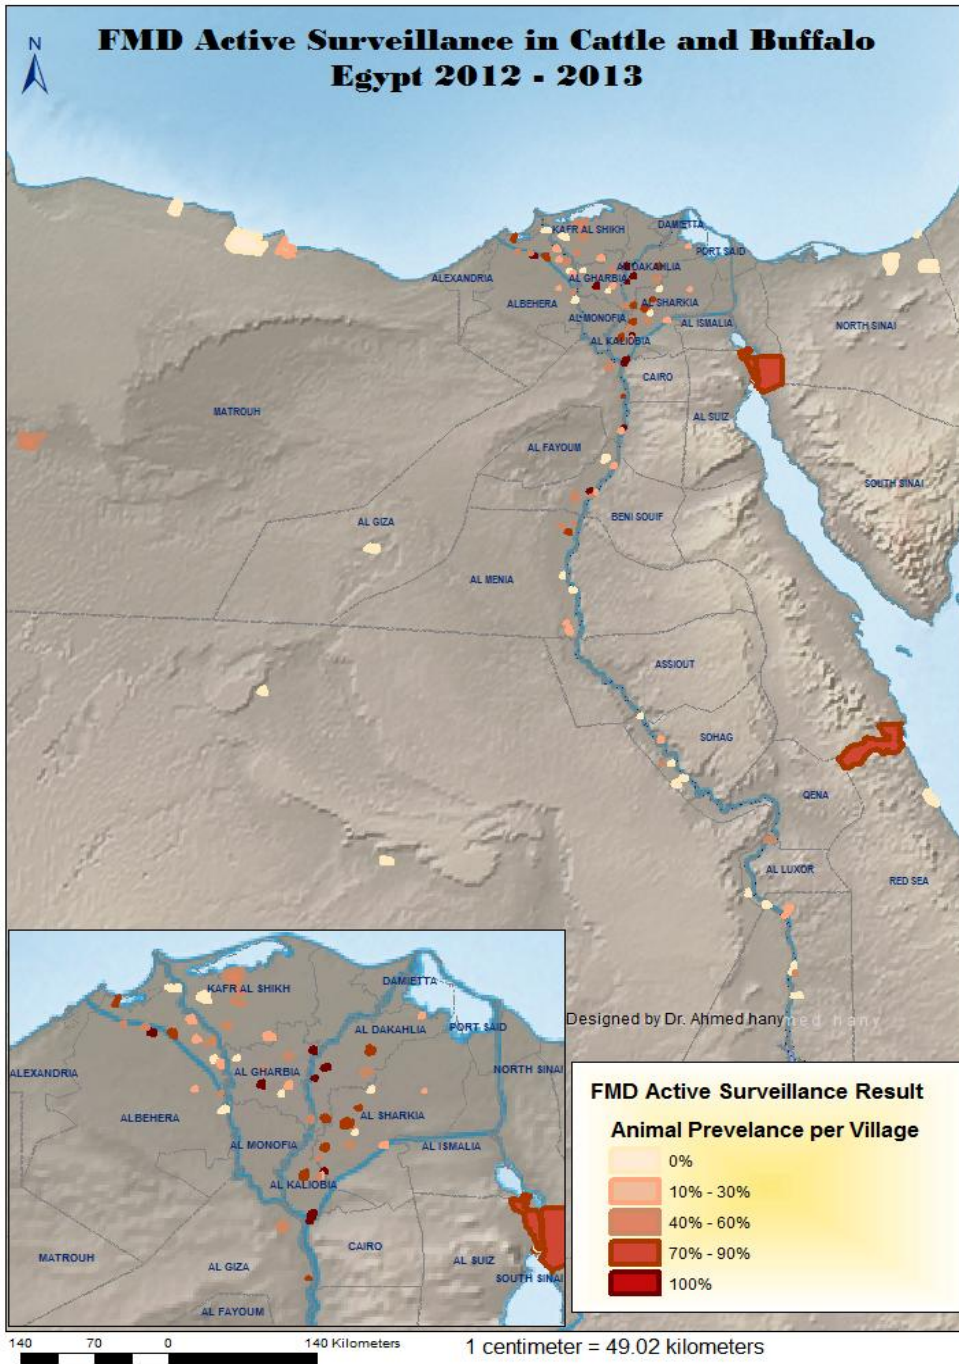 FMD Active Surveillance in Cattle and Buffalo
Egypt 2012 - 2013
N
KAFR AL SHIKH
DAMIETTA
PORT SAID
ALEXANDRIA
AL DAKAHLIA
AL GHARBIA
ALBEHERA
AL SHARKIA
AL MONOFIA
AL ISMALIA
NORTH SINAI
AL KALIOBIA
CAIRO
MATROUH
AL SUIZ
AL FAYOUM
SOUTH SINAI
AL GIZA
BENI SOUIF
AL MENIA
ASSIOUT
SOHAG
QENA
AL LUXOR
RED SEA
Designed by Dr. Ahmed hany
med hany
KAFR AL SHIKH
DAMIETTA
AL DAKAHLIA
PORT SAID
ALEXANDRIA
AL GHARBIA
NORTH SINAI
ALBEHERA
AL SHARKIA
AL MONOFIA
AL ISMALIA
AL KALIOBIA
CAIRO
MATROUH
AL GIZA
AL SUIZ
SOUTH SINAI
AL FAYOUM
FMD Active Surveillance Result
Animal Prevelance per Village
0%
10% - 30%
40% - 60%
70% - 90%
100%
140 70 0 140 Kilometers
1 centimeter = 49.02 kilometers